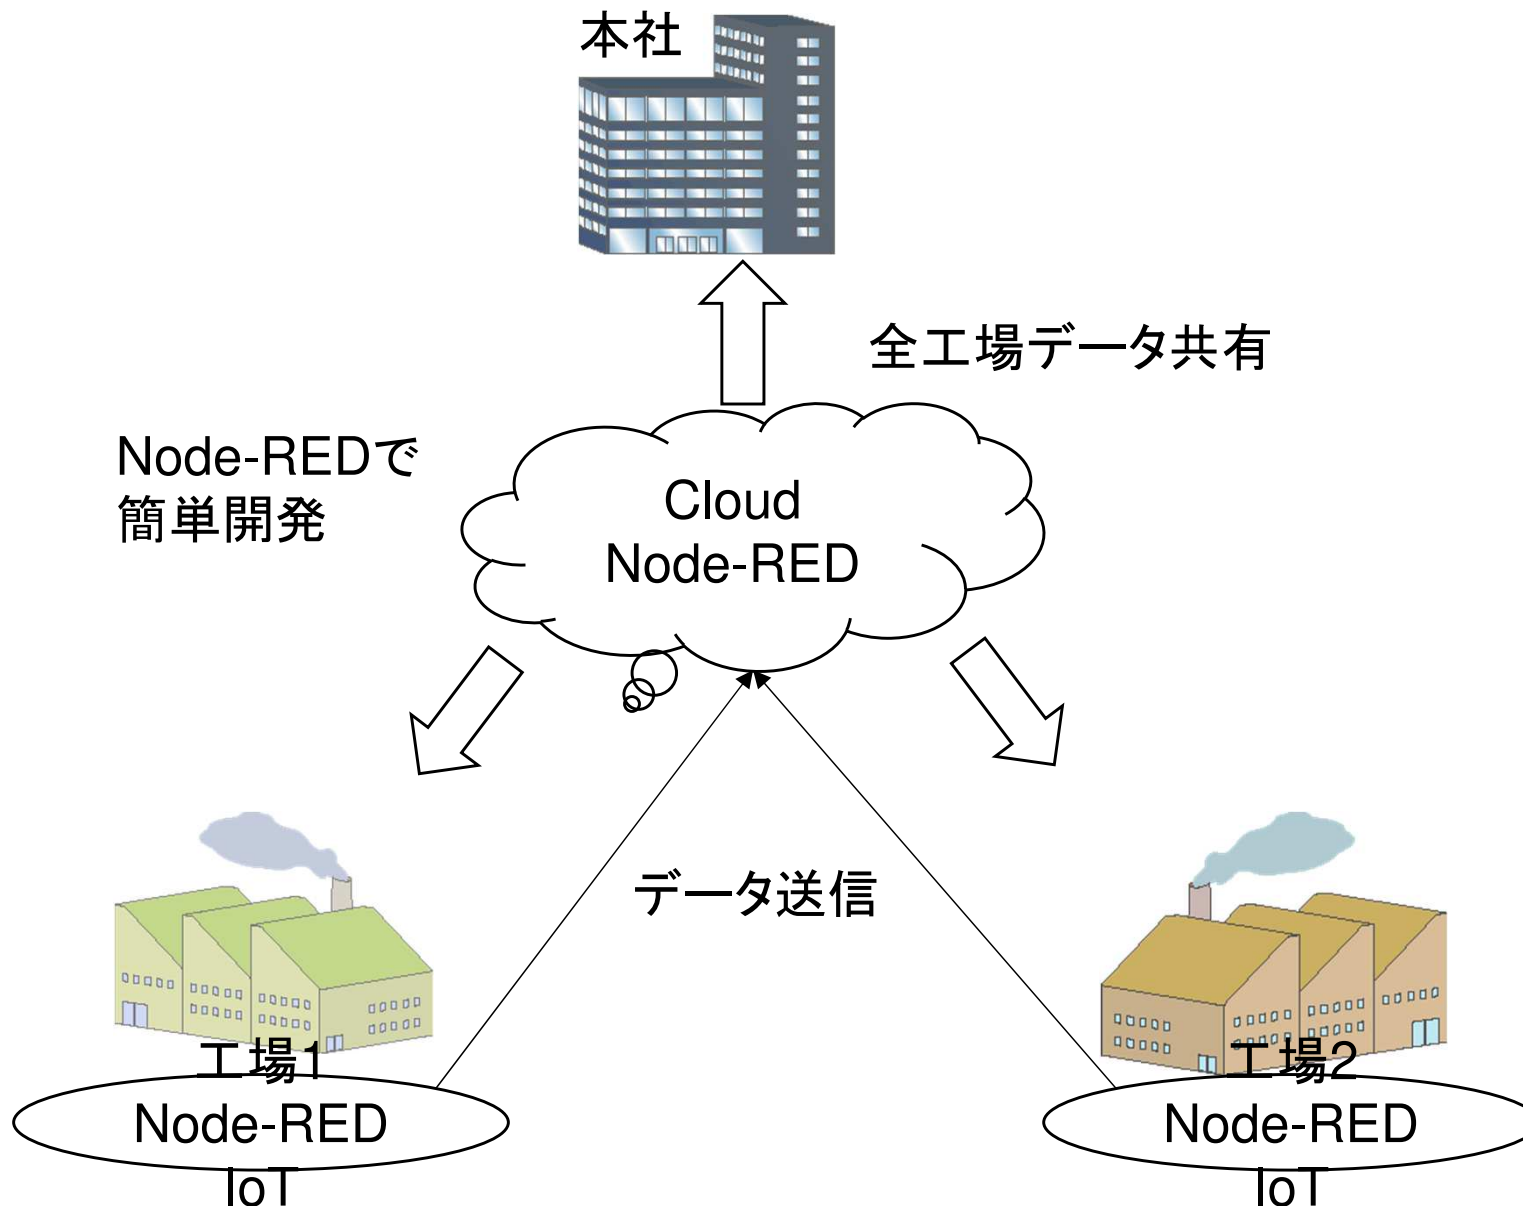 本社
全工場データ共有
Node-REDで
簡単開発
Cloud
Node-RED
データ送信
工場1
Node-RED
IoT
工場2
Node-RED
IoT